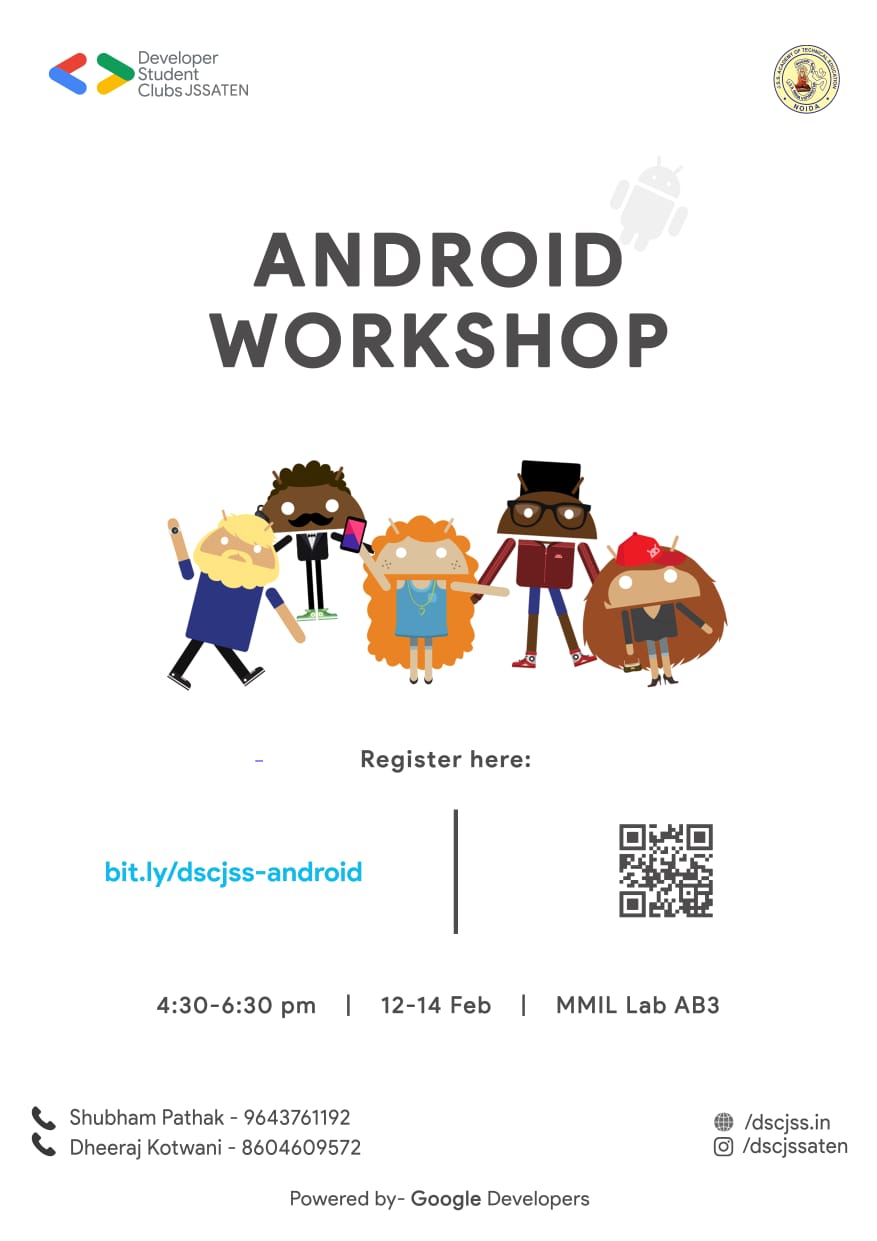 Developer
Student
Clubs JSSATEN
J.S.S. ACADEMY OF TECHNICAL EDUCATION
NOIDA
ANDROID
WORKSHOP
-
Register here:
bit.ly/dscjss-android
4:30-6:30 pm | 12-14 Feb | MMIL Lab AB3
Shubham Pathak - 9643761192
Dheeraj Kotwani - 8604609572
/dscjss.in
/dscjssaten
Powered by- Google Developers